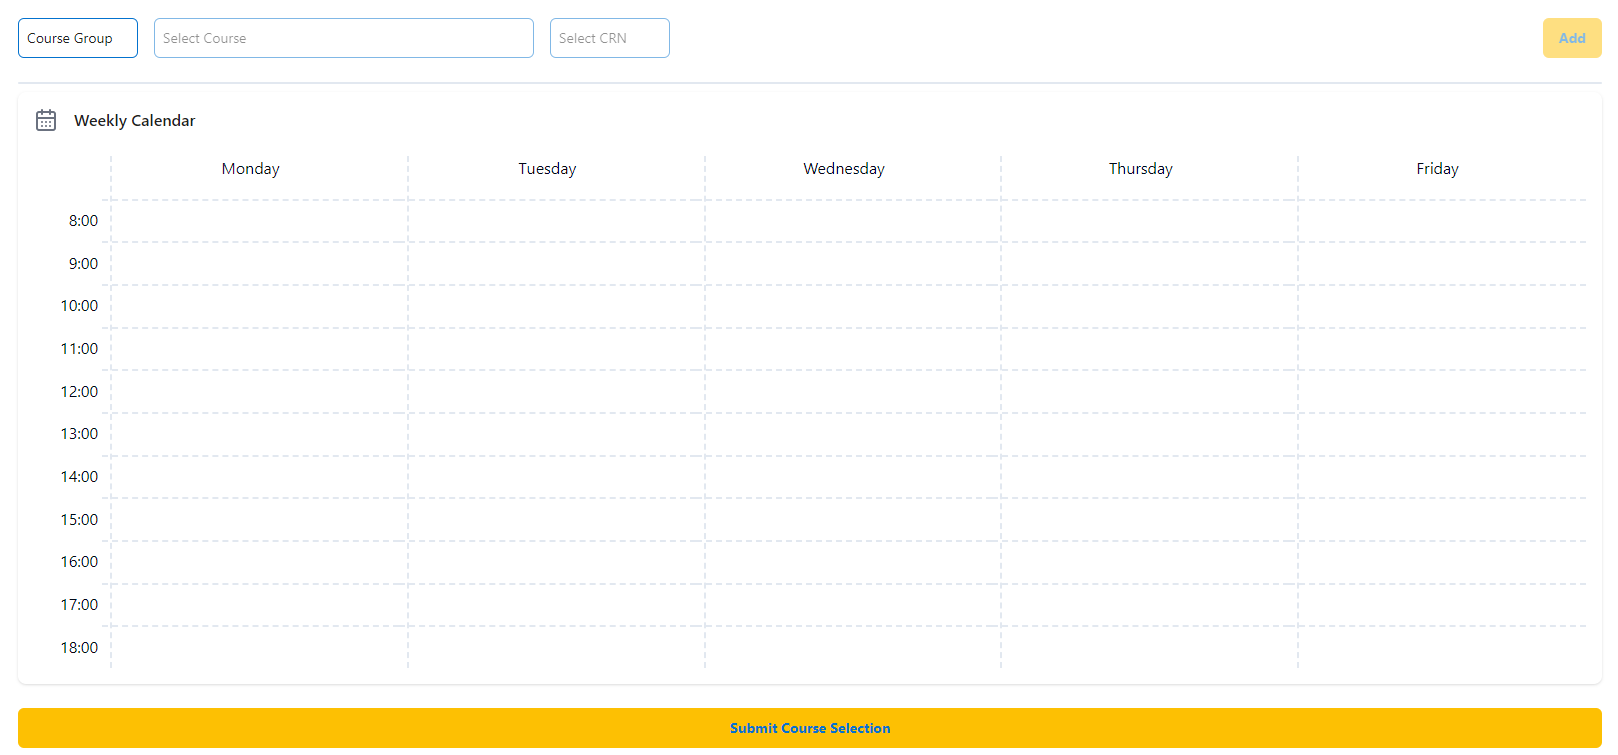 Course Group
Select Course
Select CRN
Add
Weekly Calendar
Monday Tuesday Wednesday Thursday Friday
8:00
9:00
10:00
11:00
12:00
13:00
14:00
15:00
16:00
17:00
18:00
Submit Course Selection